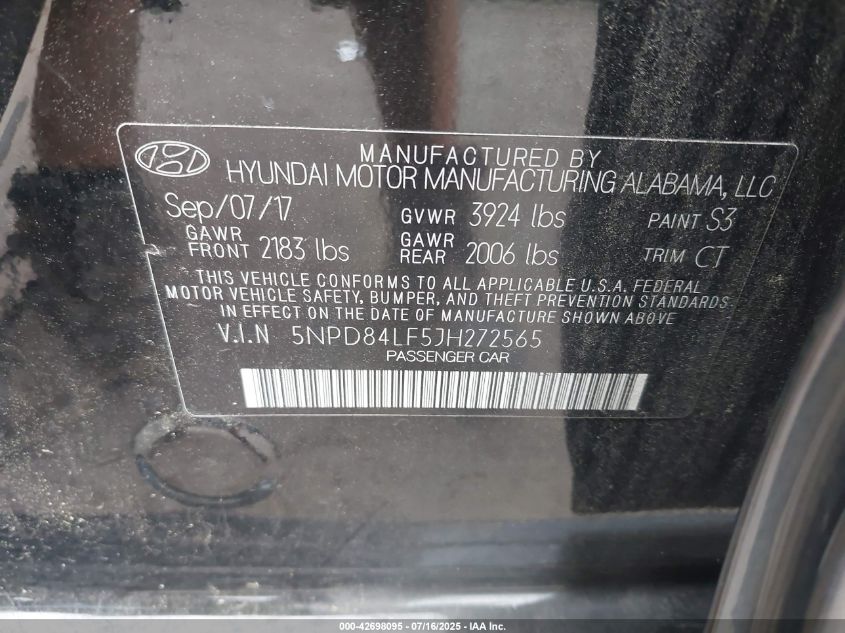 MANUFACTURED BY
HYUNDAI MOTOR MANUFACTURING ALABAMA, LLC
Sep/07/17 GVWR 3924 lbs PAINT S3
GAWR FRONT 2183 lbs GAWR REAR 2006 lbs TRIM CT
THIS VEHICLE CONFORMS TO ALL APPLICABLE U.S.A. FEDERAL
MOTOR VEHICLE SAFETY, BUMPER, AND THEFT PREVENTION STANDARDS
IN EFFECT ON THE DATE OF MANUFACTURE SHOWN ABOVE
V.I.N 5NPD84LF5JH272565
PASSENGER CAR
000-42698095 - 07/16/2025 - IAA Inc.